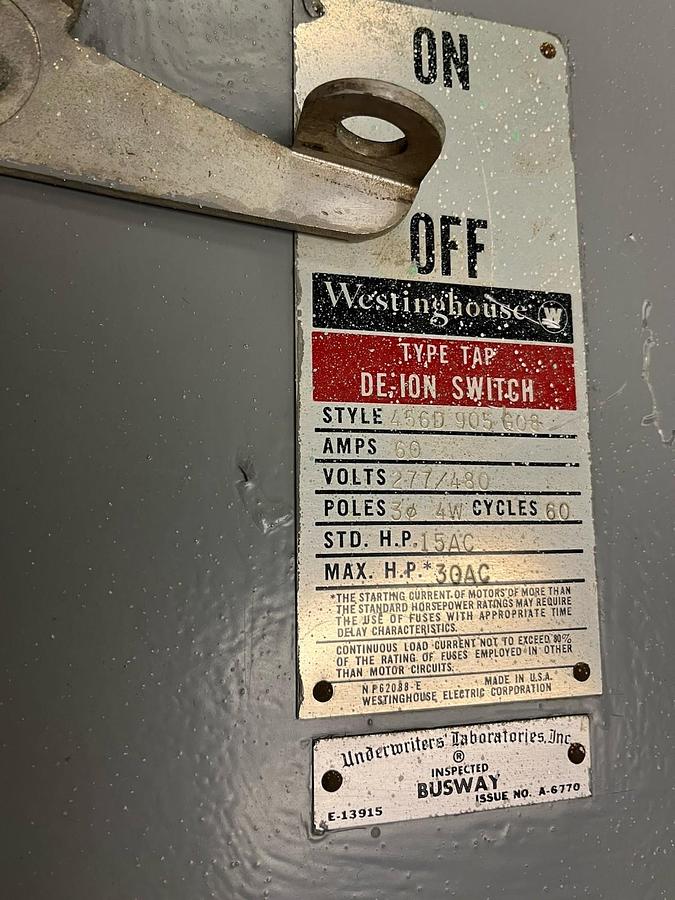 ON
OFF
Westinghouse W
TYPE TAP
DE-ION SWITCH
STYLE 456D 905 G08
AMPS 60
VOLTS 277/480
POLES 3ø 4W CYCLES 60
STD. H.P. 15AC
MAX. H.P.* 30AC
*THE STARTING CURRENT OF MOTORS OF MORE THAN
THE STANDARD HORSEPOWER RATINGS MAY REQUIRE
THE USE OF FUSES WITH APPROPRIATE TIME
DELAY CHARACTERISTICS.
CONTINUOUS LOAD CURRENT NOT TO EXCEED 80%
OF THE RATING OF FUSES EMPLOYED IN OTHER
THAN MOTOR CIRCUITS.
NP62088-E MADE IN U.S.A.
WESTINGHOUSE ELECTRIC CORPORATION
Underwriters' Laboratories, Inc.
®
INSPECTED
BUSWAY
ISSUE NO. A-6770
E-13915